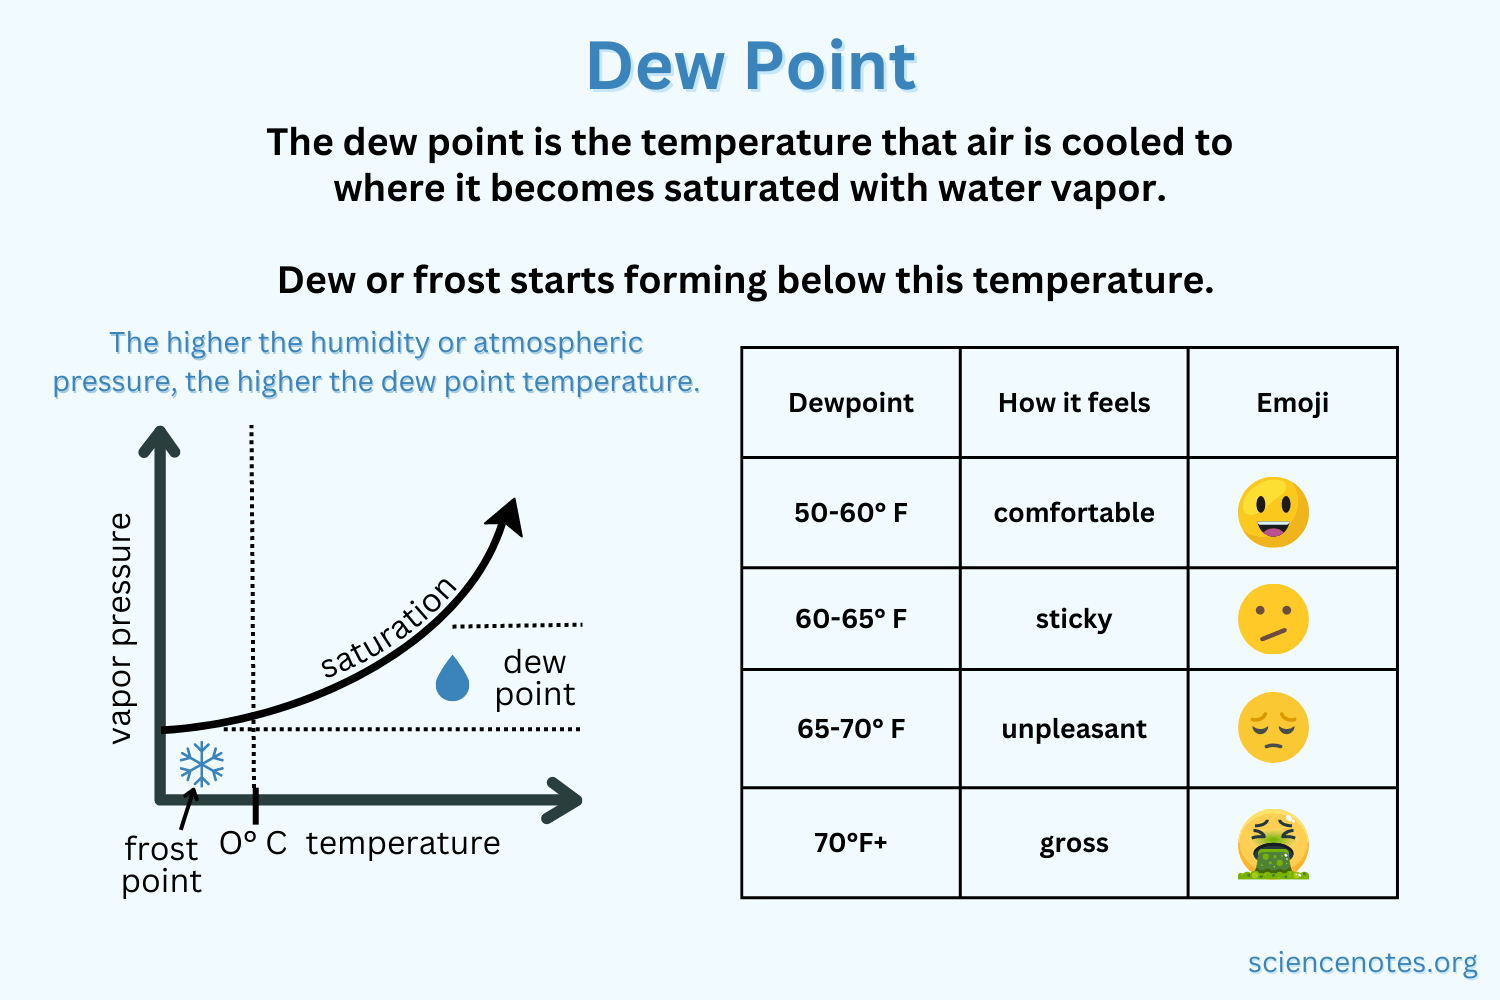 Dew Point
The dew point is the temperature that air is cooled to
where it becomes saturated with water vapor.
Dew or frost starts forming below this temperature.
The higher the humidity or atmospheric
pressure, the higher the dew point temperature.
vapor pressure
saturation
dew
point
frost
point
O° C temperature
Dewpoint How it feels Emoji
50-60° F comfortable
60-65° F sticky
65-70° F unpleasant
70°F+ gross
sciencenotes.org